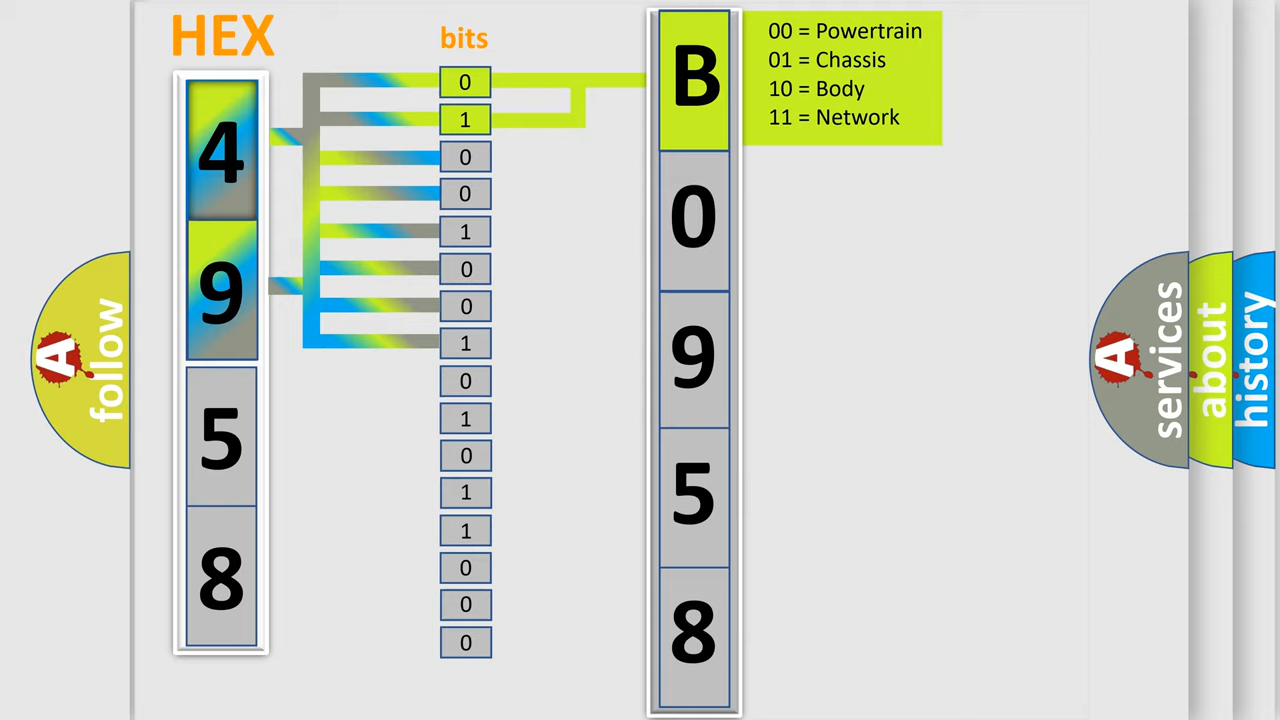 HEX
bits
4
9
5
8
0
1
0
0
1
0
0
1
0
1
0
1
1
0
0
0
B
0
9
5
8
00 = Powertrain
01 = Chassis
10 = Body
11 = Network
A
follow
A
services
about
history